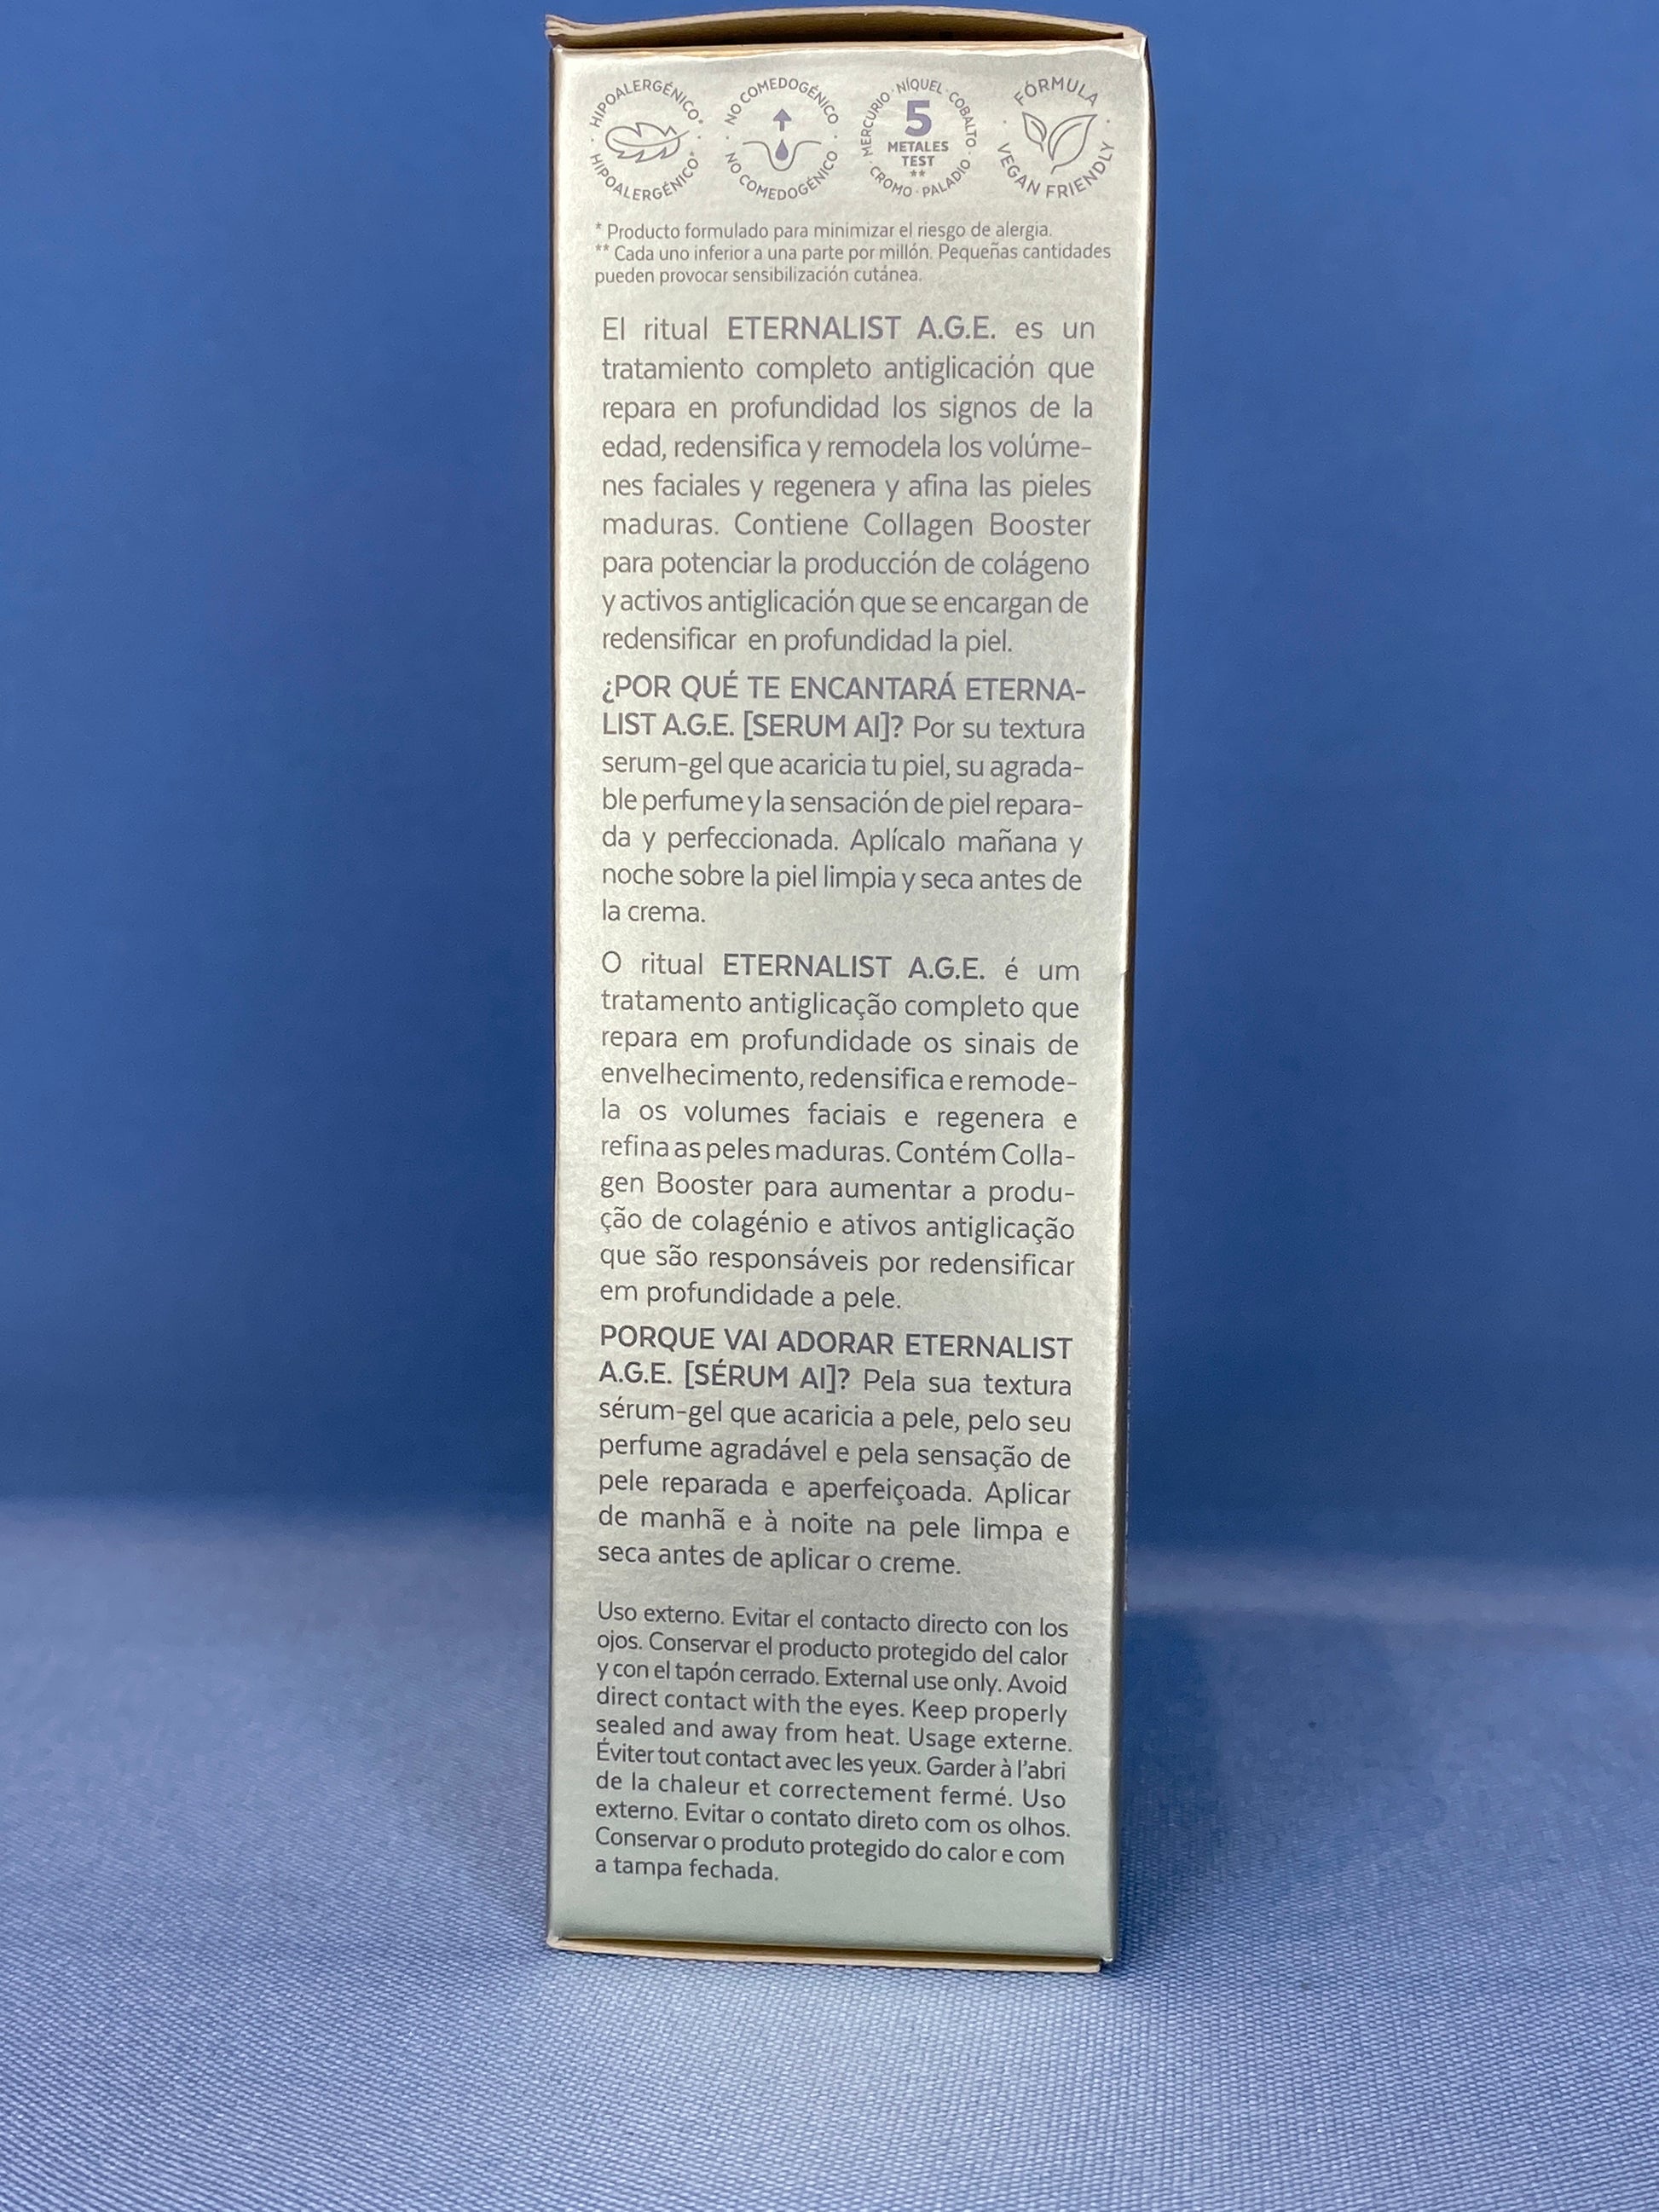 HIPOALERGÉNICO*
HIPOALERGÉNICO*
NO COMEDOGÉNICO
NO COMEDOGÉNICO
MERCURIO · NÍQUEL · COBALTO
5
METALES
TEST
**
CROMO · PALADIO
FÓRMULA
VEGAN FRIENDLY
* Producto formulado para minimizar el riesgo de alergia.
** Cada uno inferior a una parte por millón. Pequeñas cantidades
pueden provocar sensibilización cutánea.
El ritual ETERNALIST A.G.E. es un
tratamiento completo antiglicación que
repara en profundidad los signos de la
edad, redensifica y remodela los volúme-
nes faciales y regenera y afina las pieles
maduras. Contiene Collagen Booster
para potenciar la producción de colágeno
y activos antiglicación que se encargan de
redensificar en profundidad la piel.
¿POR QUÉ TE ENCANTARÁ ETERNA-
LIST A.G.E. [SERUM AI]? Por su textura
serum-gel que acaricia tu piel, su agrada-
ble perfume y la sensación de piel repara-
da y perfeccionada. Aplícalo mañana y
noche sobre la piel limpia y seca antes de
la crema.
O ritual ETERNALIST A.G.E. é um
tratamento antiglicação completo que
repara em profundidade os sinais de
envelhecimento, redensifica e remode-
la os volumes faciais e regenera e
refina as peles maduras. Contém Colla-
gen Booster para aumentar a produ-
ção de colagénio e ativos antiglicação
que são responsáveis por redensificar
em profundidade a pele.
PORQUE VAI ADORAR ETERNALIST
A.G.E. [SÉRUM AI]? Pela sua textura
sérum-gel que acaricia a pele, pelo seu
perfume agradável e pela sensação de
pele reparada e aperfeiçoada. Aplicar
de manhã e à noite na pele limpa e
seca antes de aplicar o creme.
Uso externo. Evitar el contacto directo con los
ojos. Conservar el producto protegido del calor
y con el tapón cerrado. External use only. Avoid
direct contact with the eyes. Keep properly
sealed and away from heat. Usage externe.
Éviter tout contact avec les yeux. Garder à l'abri
de la chaleur et correctement fermé. Uso
externo. Evitar o contato direto com os olhos.
Conservar o produto protegido do calor e com
a tampa fechada.